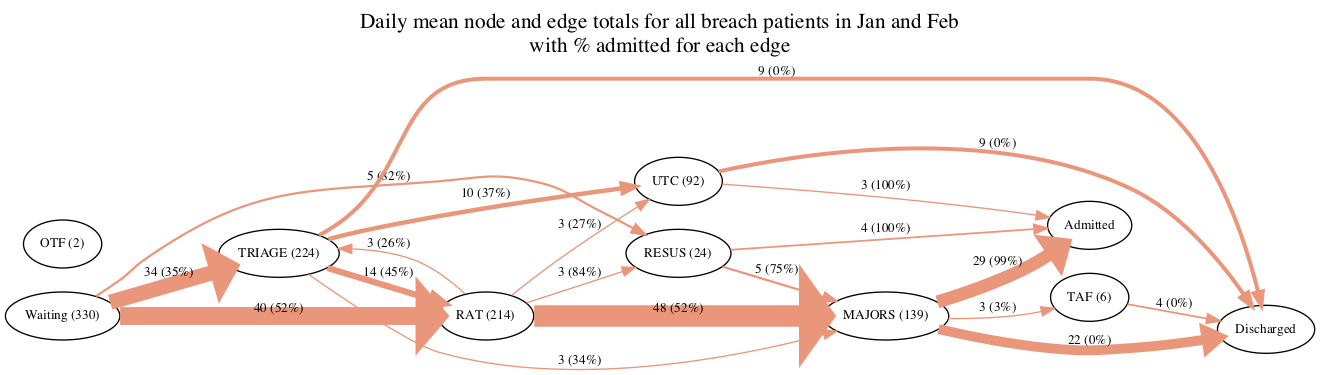 Daily mean node and edge totals for all breach patients in Jan and Feb
with % admitted for each edge
9 (0%)
9 (0%)
5 (82%)
10 (37%)
UTC (92)
3 (100%)
3 (27%)
Admitted
4 (100%)
OTF (2)
TRIAGE (224)
3 (26%)
RESUS (24)
34 (35%)
14 (45%)
3 (84%)
5 (75%)
29 (99%)
TAF (6)
40 (52%)
48 (52%)
3 (3%)
4 (0%)
Waiting (330)
RAT (214)
MAJORS (139)
Discharged
22 (0%)
3 (34%)